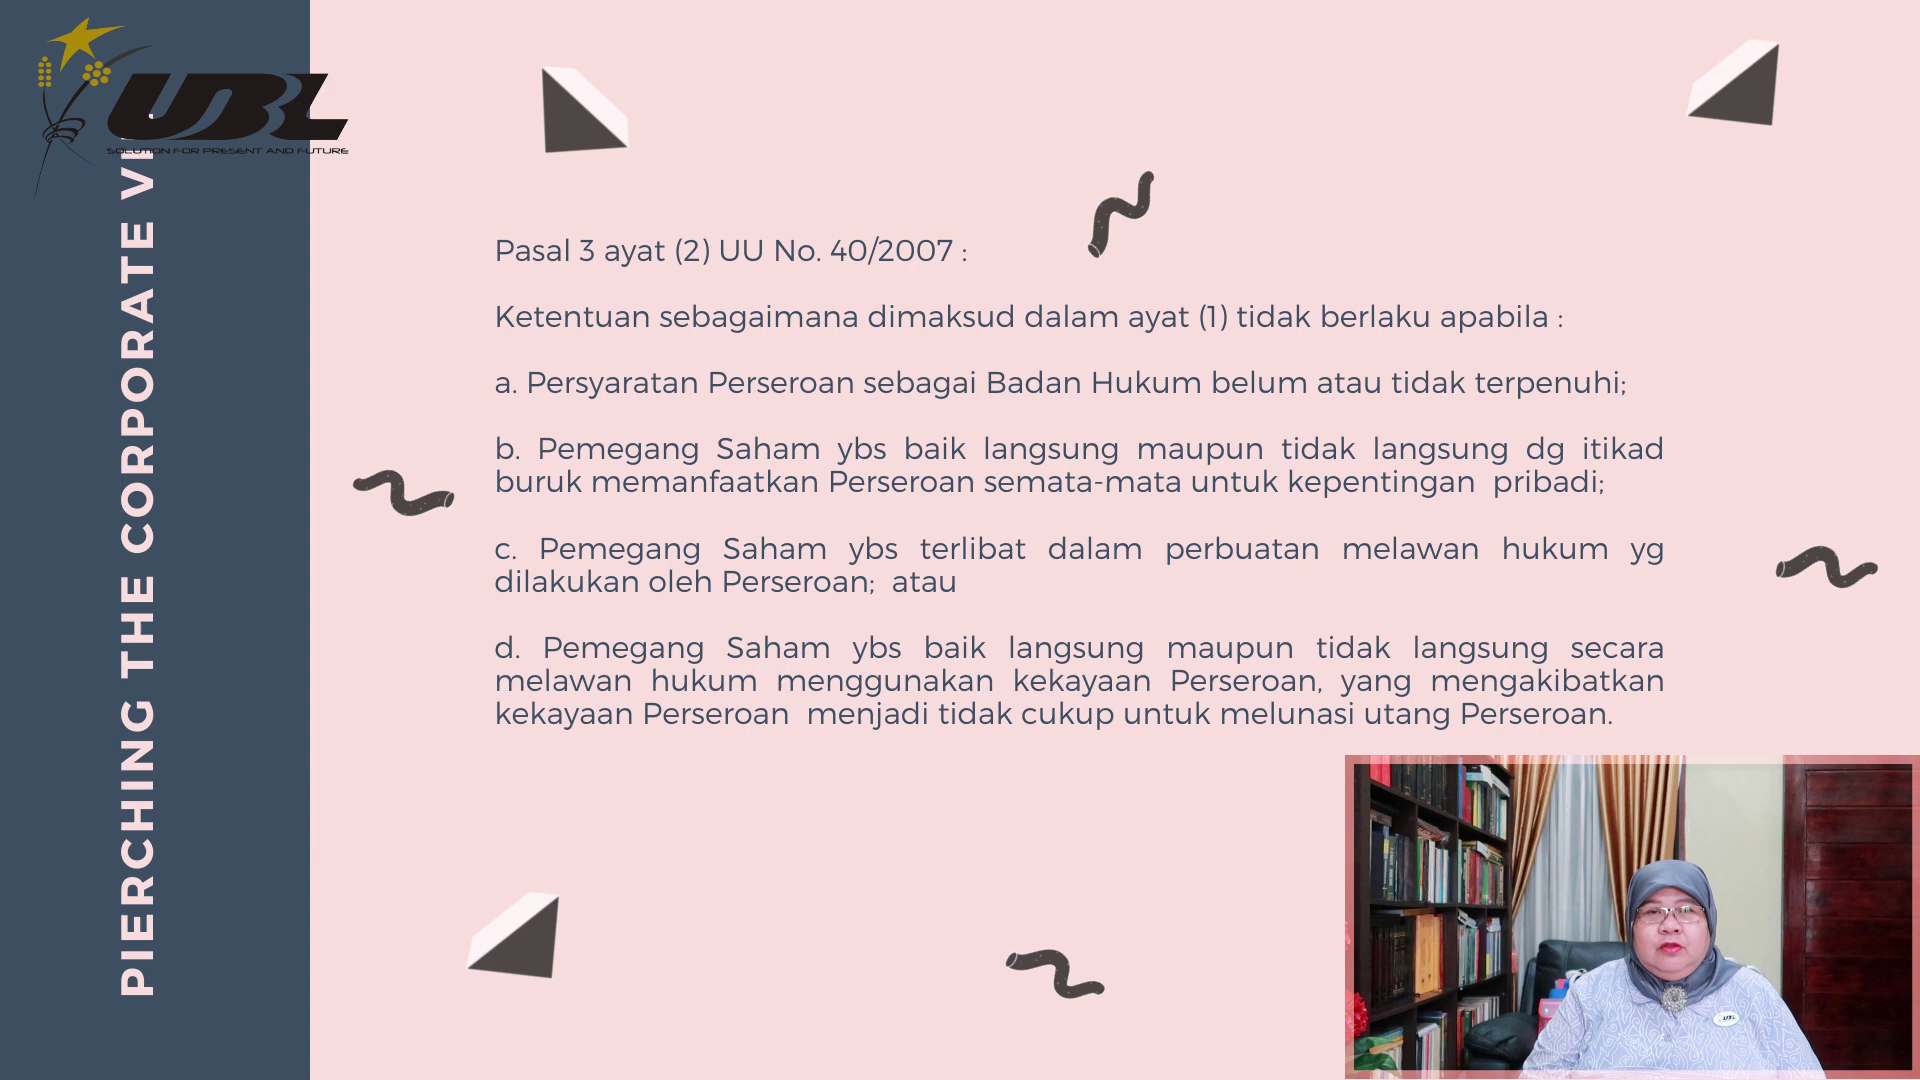 UBL
SOLUTION FOR PRESENT AND FUTURE
PIERCHING THE CORPORATE
Pasal 3 ayat (2) UU No. 40/2007 :
Ketentuan sebagaimana dimaksud dalam ayat (1) tidak berlaku apabila :
a. Persyaratan Perseroan sebagai Badan Hukum belum atau tidak terpenuhi;
b. Pemegang Saham ybs baik langsung maupun tidak langsung dg itikad
buruk memanfaatkan Perseroan semata-mata untuk kepentingan pribadi;
c. Pemegang Saham ybs terlibat dalam perbuatan melawan hukum yg
dilakukan oleh Perseroan; atau
d. Pemegang Saham ybs baik langsung maupun tidak langsung secara
melawan hukum menggunakan kekayaan Perseroan, yang mengakibatkan
kekayaan Perseroan menjadi tidak cukup untuk melunasi utang Perseroan.
UBL